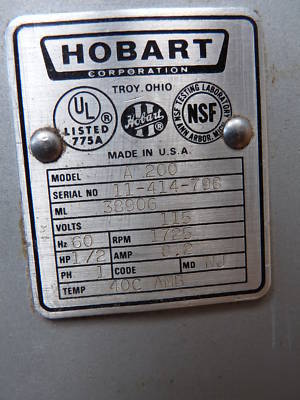 HOBART
CORPORATION
TROY, OHIO
UL
LISTED
775A
Hobart
NSF TESTING LABORATORY
NSF
ANN ARBOR, MICH.
MADE IN U.S.A.
MODEL A 200
SERIAL NO 11-414-796
ML 38906
VOLTS 115
Hz 60 RPM 1725
HP 1/2 AMP 8.2
PH 1 CODE MD WJ
TEMP 40C AMB